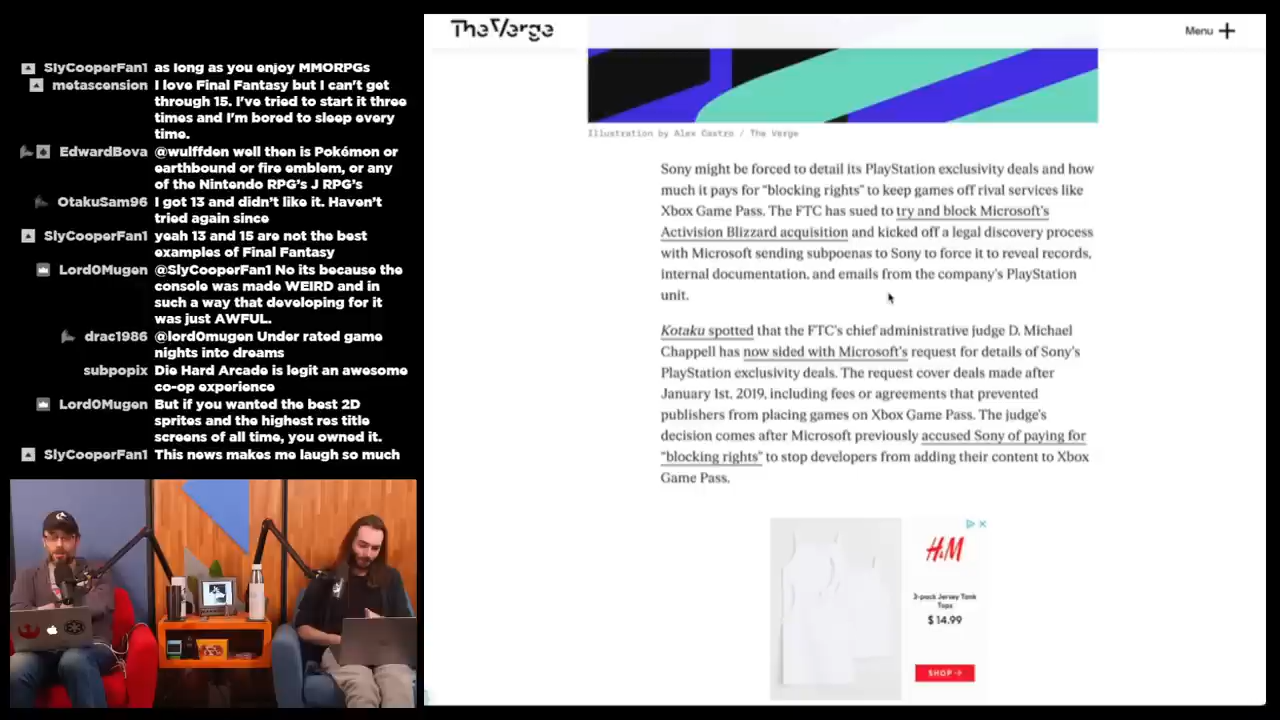 SlyCooperFan1 as long as you enjoy MMORPGs
metascension I love Final Fantasy but I can't get
through 15. I've tried to start it three
times and I'm bored to sleep every
time.
EdwardBova @wulffden well then is Pokémon or
earthbound or fire emblem, or any
of the Nintendo RPG's J RPG's
OtakuSam96 I got 13 and didn't like it. Haven't
tried again since
SlyCooperFan1 yeah 13 and 15 are not the best
examples of Final Fantasy
Lord0Mugen @SlyCooperFan1 No its because the
console was made WEIRD and in
such a way that developing for it
was just AWFUL.
drac1986 @lord0mugen Under rated game
nights into dreams
subpopix Die Hard Arcade is legit an awesome
co-op experience
Lord0Mugen But if you wanted the best 2D
sprites and the highest res title
screens of all time, you owned it.
SlyCooperFan1 This news makes me laugh so much
The Verge
Menu
Illustration by Alex Castro / The Verge
Sony might be forced to detail its PlayStation exclusivity deals and how
much it pays for “blocking rights” to keep games off rival services like
Xbox Game Pass. The FTC has sued to try and block Microsoft’s
Activision Blizzard acquisition and kicked off a legal discovery process
with Microsoft sending subpoenas to Sony to force it to reveal records,
internal documentation, and emails from the company’s PlayStation
unit.
Kotaku spotted that the FTC’s chief administrative judge D. Michael
Chappell has now sided with Microsoft’s request for details of Sony’s
PlayStation exclusivity deals. The request cover deals made after
January 1st, 2019, including fees or agreements that prevented
publishers from placing games on Xbox Game Pass. The judge’s
decision comes after Microsoft previously accused Sony of paying for
“blocking rights” to stop developers from adding their content to Xbox
Game Pass.
H&M
2-pack Jersey Tank
Tops
$ 14.99
SHOP